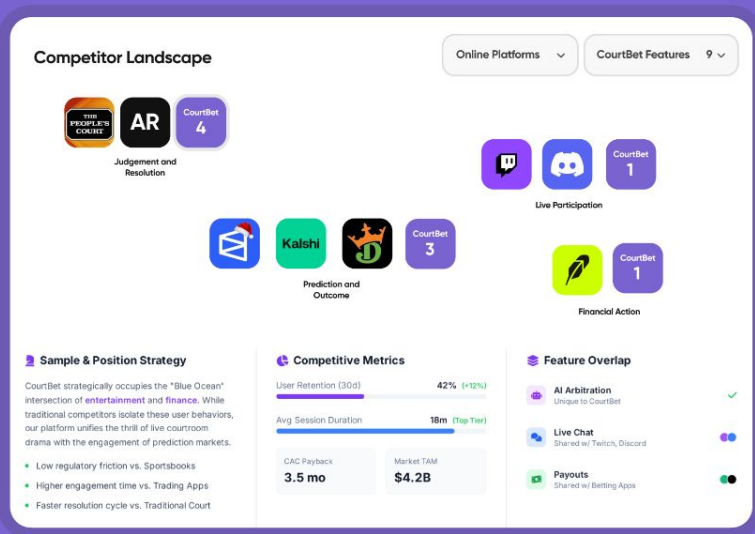 Competitor Landscape
Online Platforms
CourtBet Features 9
THE
PEOPLE'S
COURT
AR
CourtBet
4
Judgement and
Resolution
CourtBet
1
Live Participation
Kalshi
CourtBet
3
Prediction and
Outcome
CourtBet
1
Financial Action
Sample & Position Strategy
CourtBet strategically occupies the "Blue Ocean"
intersection of entertainment and finance. While
traditional competitors isolate these user behaviors,
our platform unifies the thrill of live courtroom
drama with the engagement of prediction markets.
Low regulatory friction vs. Sportsbooks
Higher engagement time vs. Trading Apps
Faster resolution cycle vs. Traditional Court
Competitive Metrics
User Retention (30d) 42% (+12%)
Avg Session Duration 18m (Top Tier)
CAC Payback
3.5 mo
Market TAM
$4.2B
Feature Overlap
AI Arbitration
Unique to CourtBet
Live Chat
Shared w/ Twitch, Discord
Payouts
Shared w/ Betting Apps